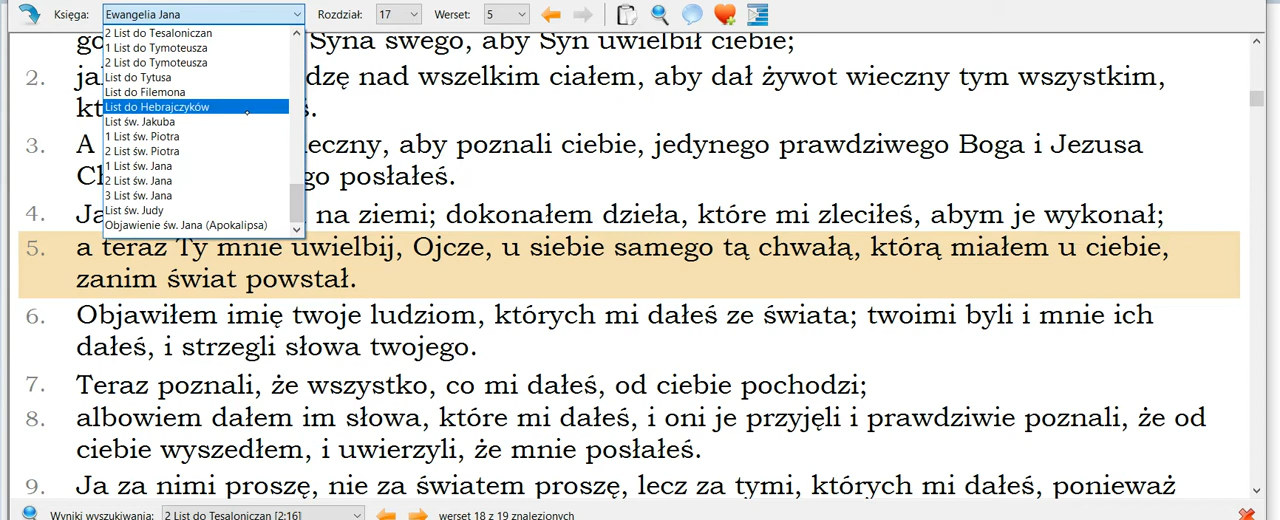 Księga: Ewangelia Jana Rozdział: 17 Werset: 5
2 List do Tesaloniczan
1 List do Tymoteusza
2 List do Tymoteusza
List do Tytusa
List do Filemona
List do Hebrajczyków
List św. Jakuba
1 List św. Piotra
2 List św. Piotra
1 List św. Jana
2 List św. Jana
3 List św. Jana
List św. Judy
Objawienie św. Jana (Apokalipsa)
Syna swego, aby Syn uwielbił ciebie;
2. nad wszelkim ciałem, aby dał żywot wieczny tym wszystkim,
3. A aby poznali ciebie, jedynego prawdziwego Boga i Jezusa
posłałeś.
4. na ziemi; dokonałem dzieła, które mi zleciłeś, abym je wykonał;
5. a teraz Ty mnie uwielbij, Ojcze, u siebie samego tą chwałą, którą miałem u ciebie,
zanim świat powstał.
6. Objawiłem imię twoje ludziom, których mi dałeś ze świata; twoimi byli i mnie ich
dałeś, i strzegli słowa twojego.
7. Teraz poznali, że wszystko, co mi dałeś, od ciebie pochodzi;
8. albowiem dałem im słowa, które mi dałeś, i oni je przyjęli i prawdziwie poznali, że od
ciebie wyszedłem, i uwierzyli, że mnie posłałeś.
9. Ja za nimi proszę, nie za światem proszę, lecz za tymi, których mi dałeś, ponieważ
Wyniki wyszukiwania: 2 List do Tesaloniczan [2:16] werset 18 z 19 znalezionych